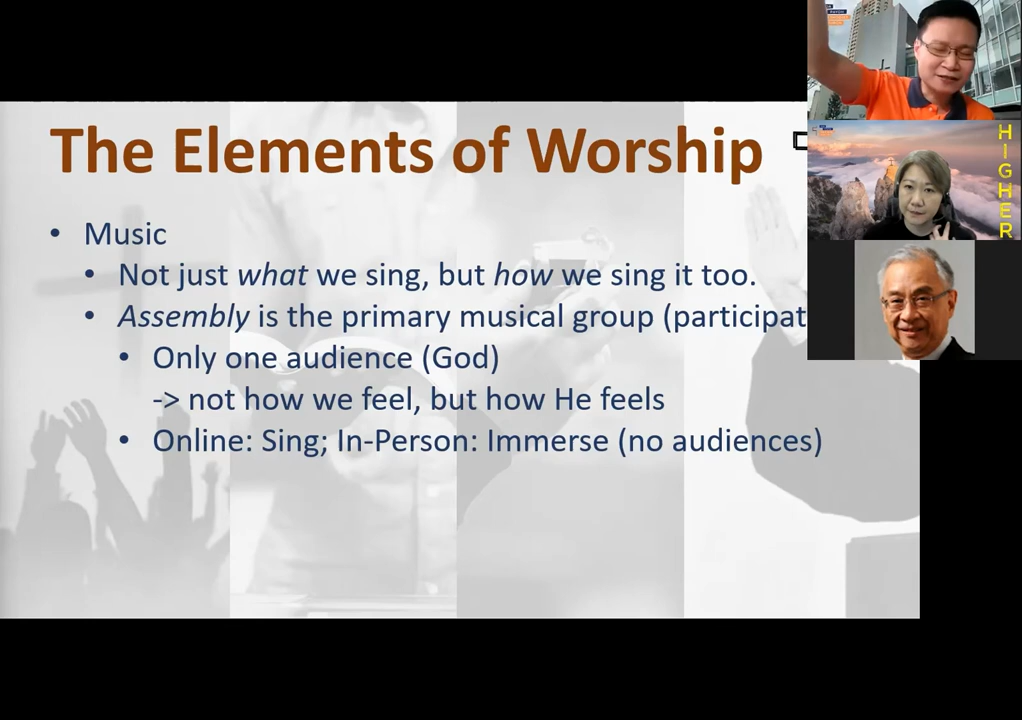 The Elements of Worship
• Music
• Not just what we sing, but how we sing it too.
• Assembly is the primary musical group (participat
• Only one audience (God)
-> not how we feel, but how He feels
• Online: Sing; In-Person: Immerse (no audiences)
HIGHER